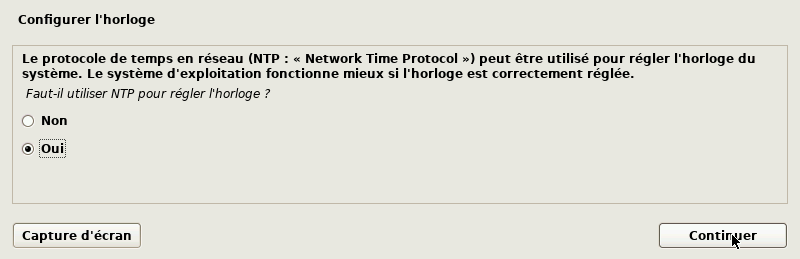 Configurer l'horloge
Le protocole de temps en réseau (NTP : « Network Time Protocol ») peut être utilisé pour régler l'horloge du
système. Le système d'exploitation fonctionne mieux si l'horloge est correctement réglée.
Faut-il utiliser NTP pour régler l'horloge ?
Non
Oui
Capture d'écran
Continuer